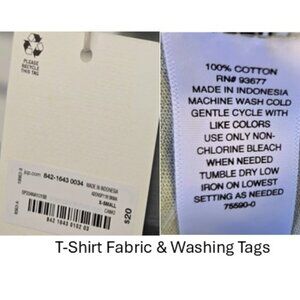 PLEASE
RECYCLE
THIS TAG
842-1643 0034
MADE IN INDONESIA
X-SMALL
CAMO
$20
842 1643 0102 03
100% COTTON
RN# 93677
MADE IN INDONESIA
MACHINE WASH COLD
GENTLE CYCLE WITH
LIKE COLORS
USE ONLY NON-
CHLORINE BLEACH
WHEN NEEDED
TUMBLE DRY LOW
IRON ON LOWEST
SETTING AS NEEDED
75590-0
T-Shirt Fabric & Washing Tags